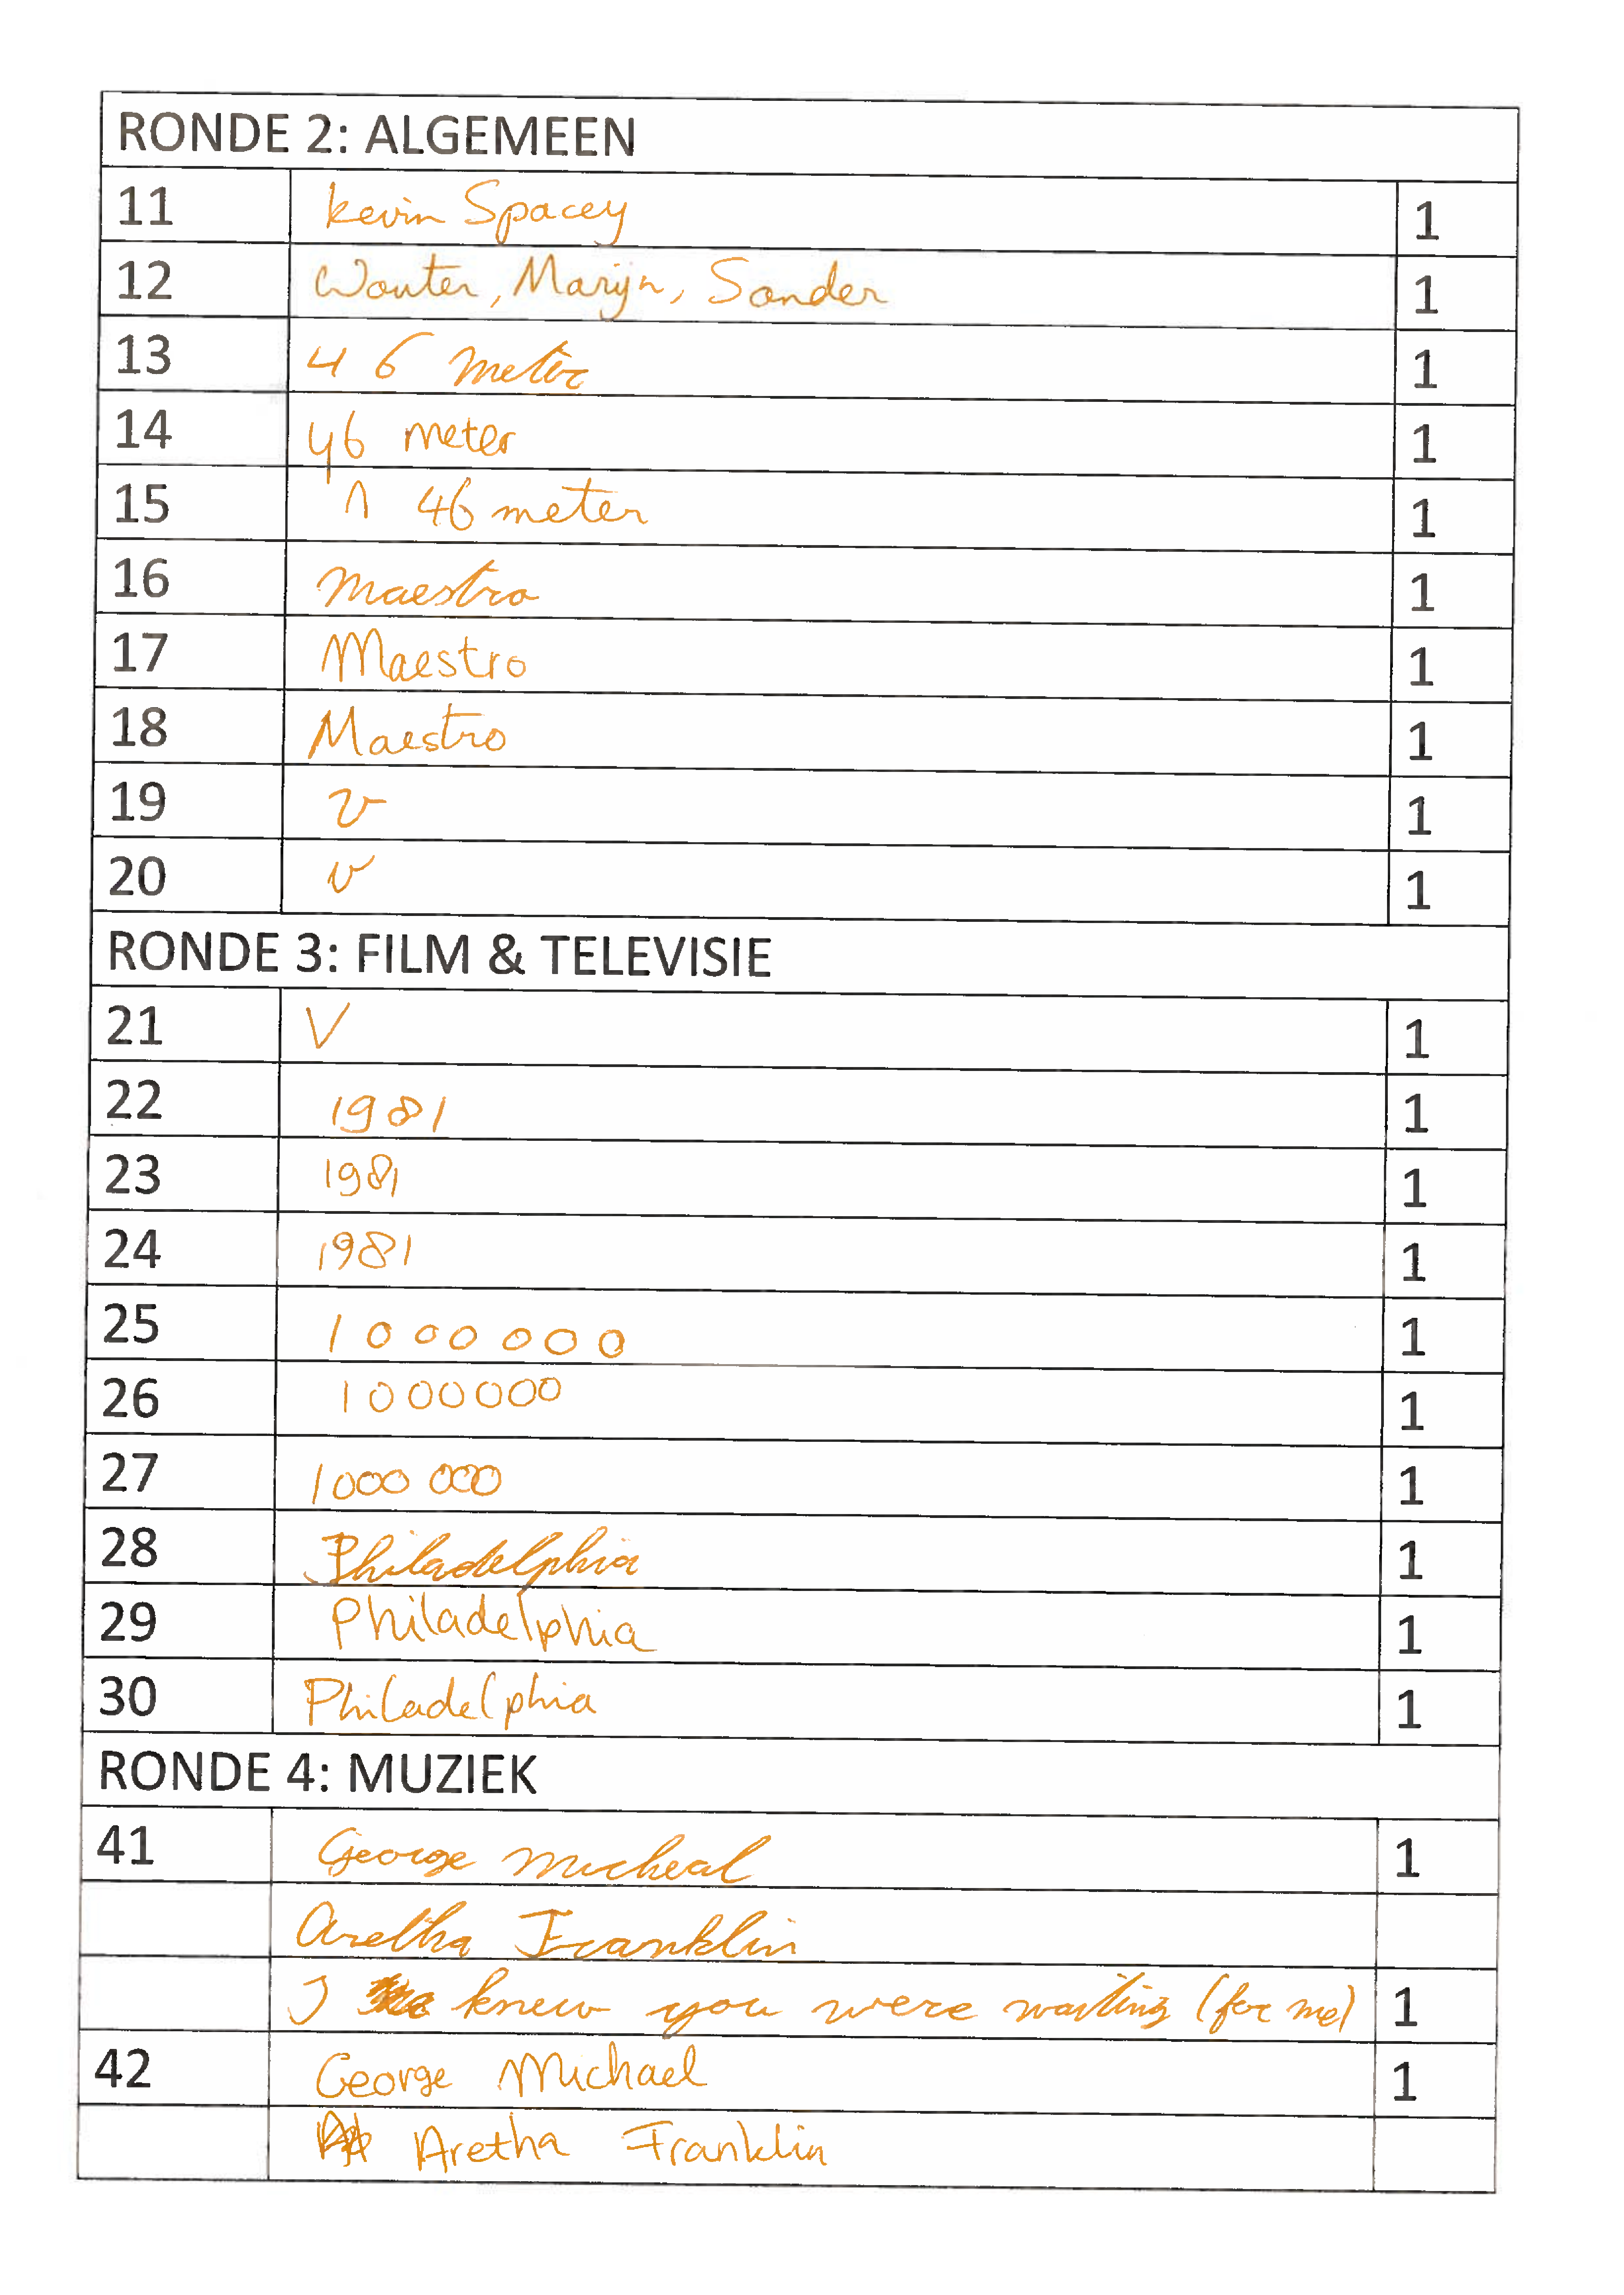 RONDE 2: ALGEMEEN
11 kevin Spacey 1
12 Wouter, Marijn, Sander 1
13 46 meter 1
14 46 meter 1
15 1 46 meter 1
16 maestro 1
17 Maestro 1
18 Maestro 1
19 v 1
20 v 1
RONDE 3: FILM & TELEVISIE
21 V 1
22 1981 1
23 1981 1
24 1981 1
25 1000000 1
26 1000000 1
27 1000 000 1
28 Philadelphia 1
29 Philadelphia 1
30 Philadelphia 1
RONDE 4: MUZIEK
41 George micheal 1
Aretha Franklin
I knew you were waiting (for me) 1
42 George Michael 1
Aretha Franklin